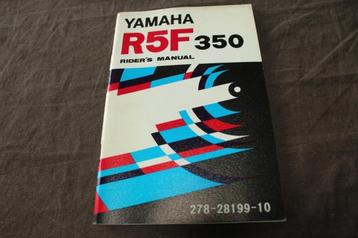 YAMAHA
R5F 350
RIDER'S MANUAL
278-28199-10